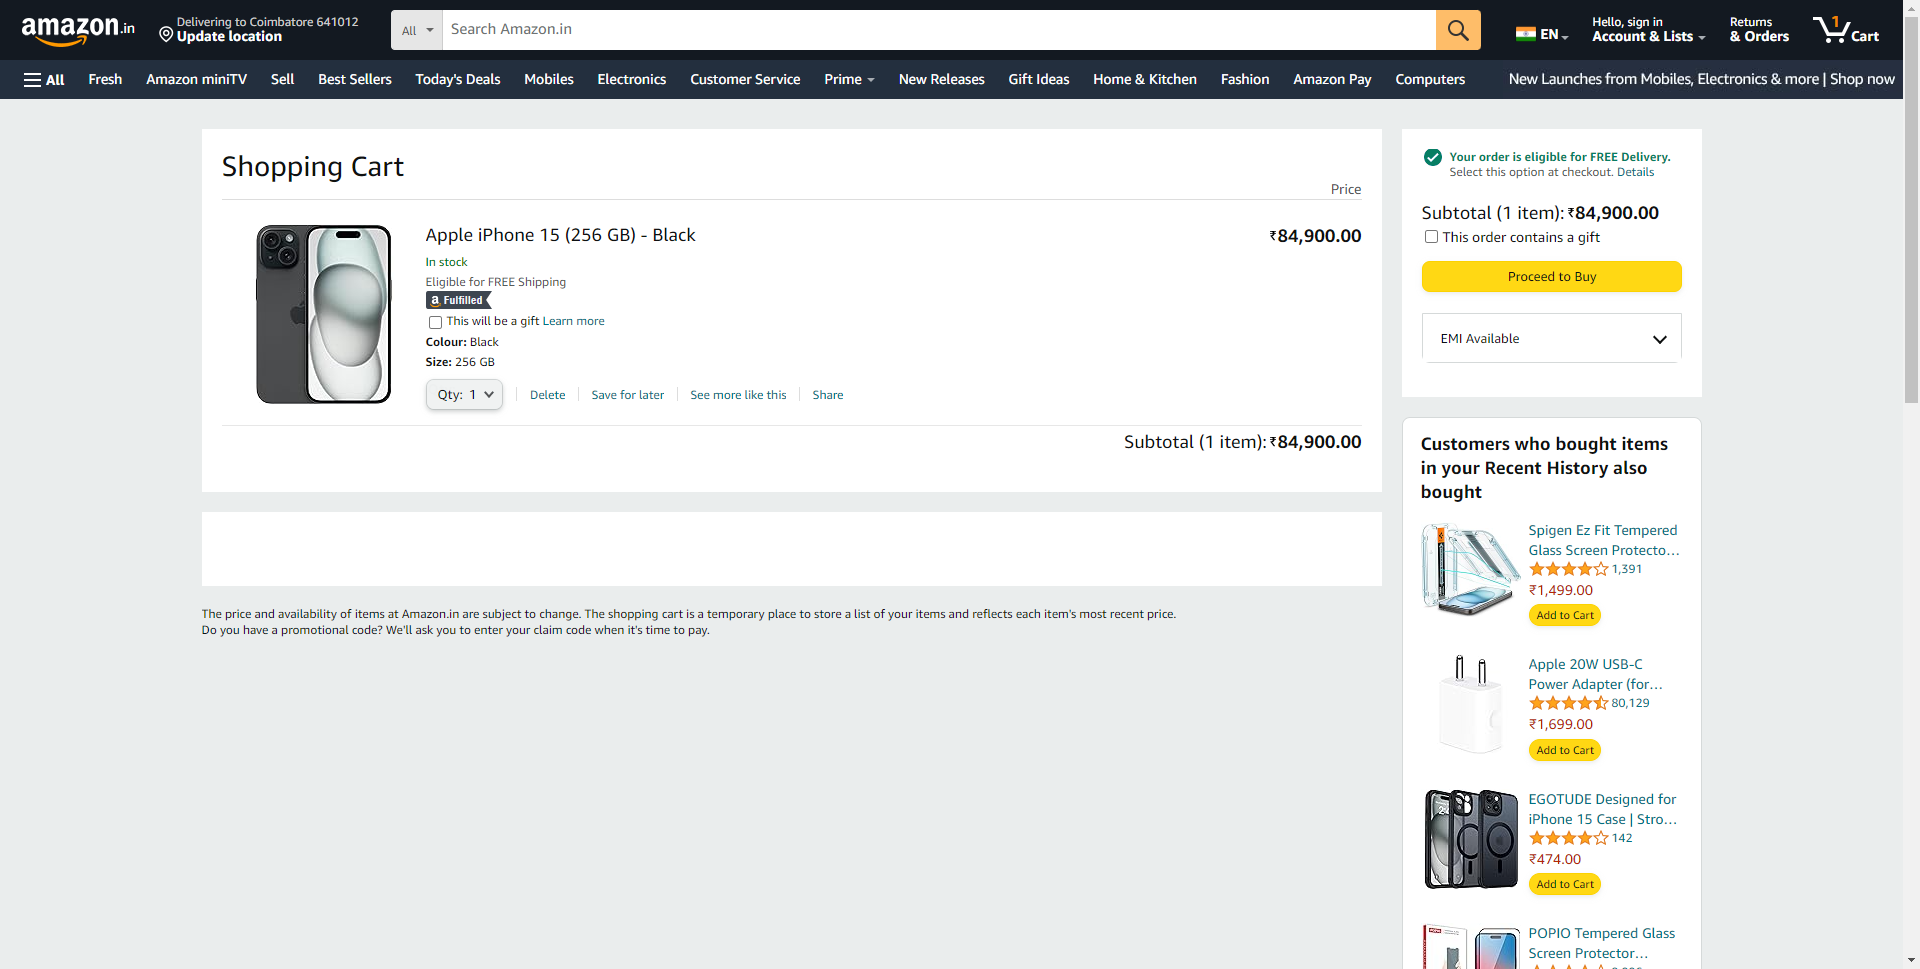 amazon.in
Delivering to Coimbatore 641012
Update location
All
Search Amazon.in
EN
Hello, sign in
Account & Lists
Returns
& Orders
1
Cart
All
Fresh
Amazon miniTV
Sell
Best Sellers
Today's Deals
Mobiles
Electronics
Customer Service
Prime
New Releases
Gift Ideas
Home & Kitchen
Fashion
Amazon Pay
Computers
New Launches from Mobiles, Electronics & more | Shop now
Shopping Cart
Price
Apple iPhone 15 (256 GB) - Black
₹84,900.00
In stock
Eligible for FREE Shipping
a Fulfilled
This will be a gift Learn more
Colour: Black
Size: 256 GB
Qty: 1
Delete
Save for later
See more like this
Share
Subtotal (1 item): ₹84,900.00
The price and availability of items at Amazon.in are subject to change. The shopping cart is a temporary place to store a list of your items and reflects each item's most recent price.
Do you have a promotional code? We'll ask you to enter your claim code when it's time to pay.
Your order is eligible for FREE Delivery.
Select this option at checkout. Details
Subtotal (1 item): ₹84,900.00
This order contains a gift
Proceed to Buy
EMI Available
Customers who bought items
in your Recent History also
bought
Spigen Ez Fit Tempered
Glass Screen Protecto…
1,391
₹1,499.00
Add to Cart
Apple 20W USB-C
Power Adapter (for…
80,129
₹1,699.00
Add to Cart
EGOTUDE Designed for
iPhone 15 Case | Stro…
142
₹474.00
Add to Cart
POPIO Tempered Glass
Screen Protector…